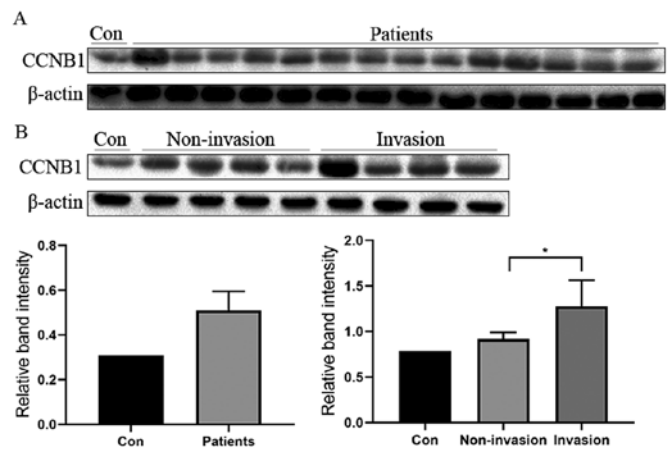 A
Con Patients
CCNB1
β-actin
B
Con Non-invasion Invasion
CCNB1
β-actin
Relative band intensity
0.8
0.6
0.4
0.2
0.0
Con Patients
Relative band intensity
2.0
1.5
1.0
0.5
0.0
*
Con Non-invasion Invasion